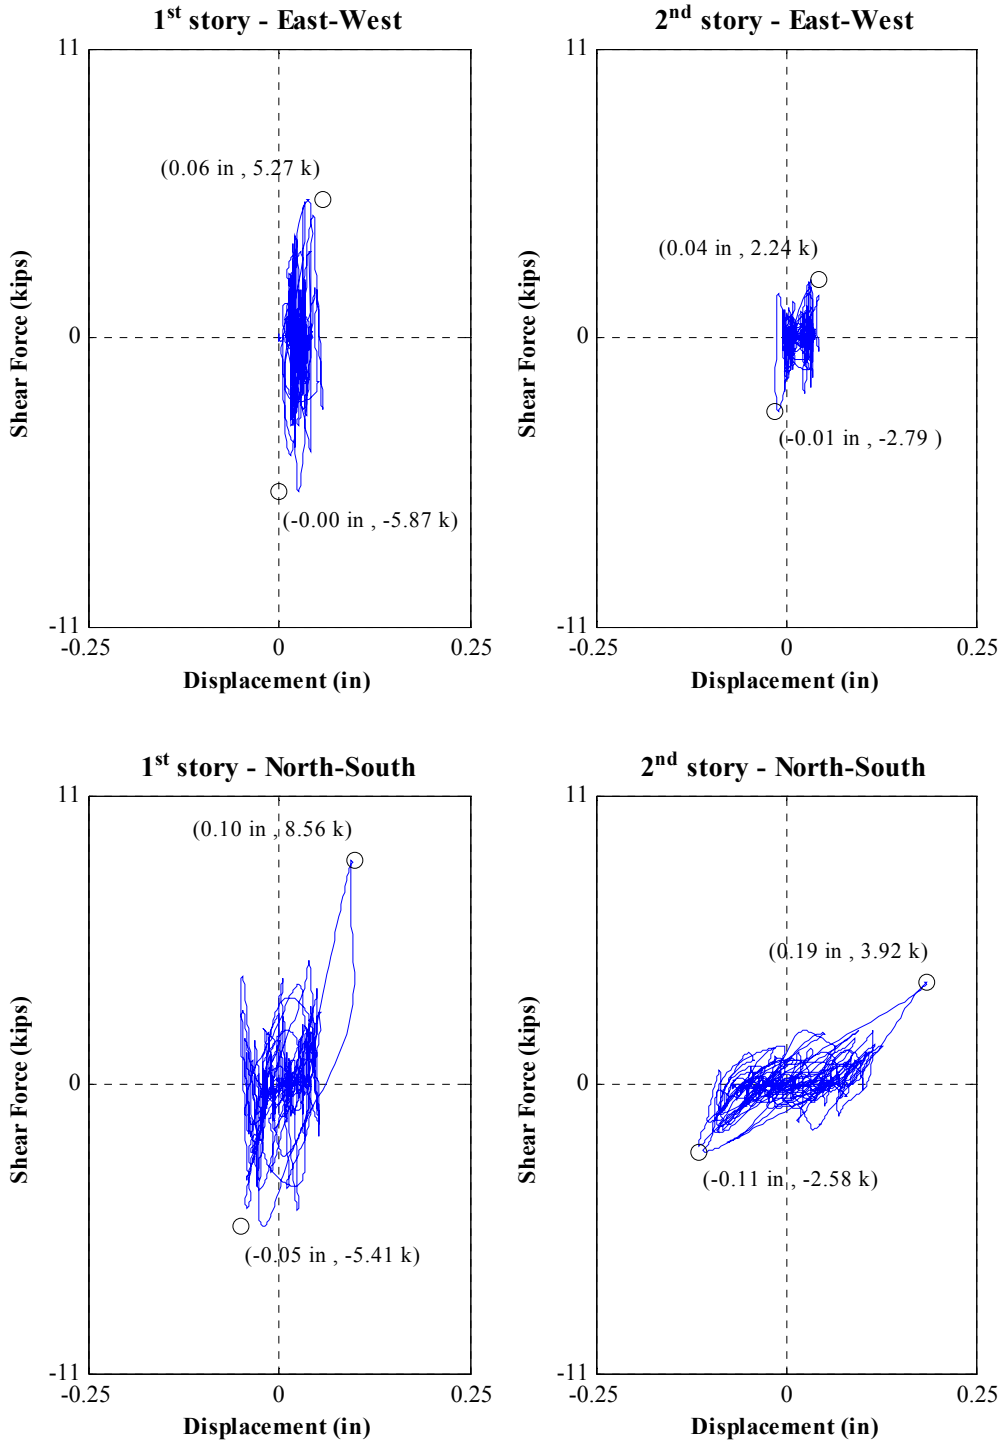 1st story - East-West
11
(0.06 in , 5.27 k)
Shear Force (kips)
0
(-0.00 in , -5.87 k)
-11
-0.25 0 0.25
Displacement (in)
2nd story - East-West
11
(0.04 in , 2.24 k)
Shear Force (kips)
0
(-0.01 in , -2.79 )
-11
-0.25 0 0.25
Displacement (in)
1st story - North-South
11
(0.10 in , 8.56 k)
Shear Force (kips)
0
(-0.05 in , -5.41 k)
-11
-0.25 0 0.25
Displacement (in)
2nd story - North-South
11
(0.19 in , 3.92 k)
Shear Force (kips)
0
(-0.11 in , -2.58 k)
-11
-0.25 0 0.25
Displacement (in)